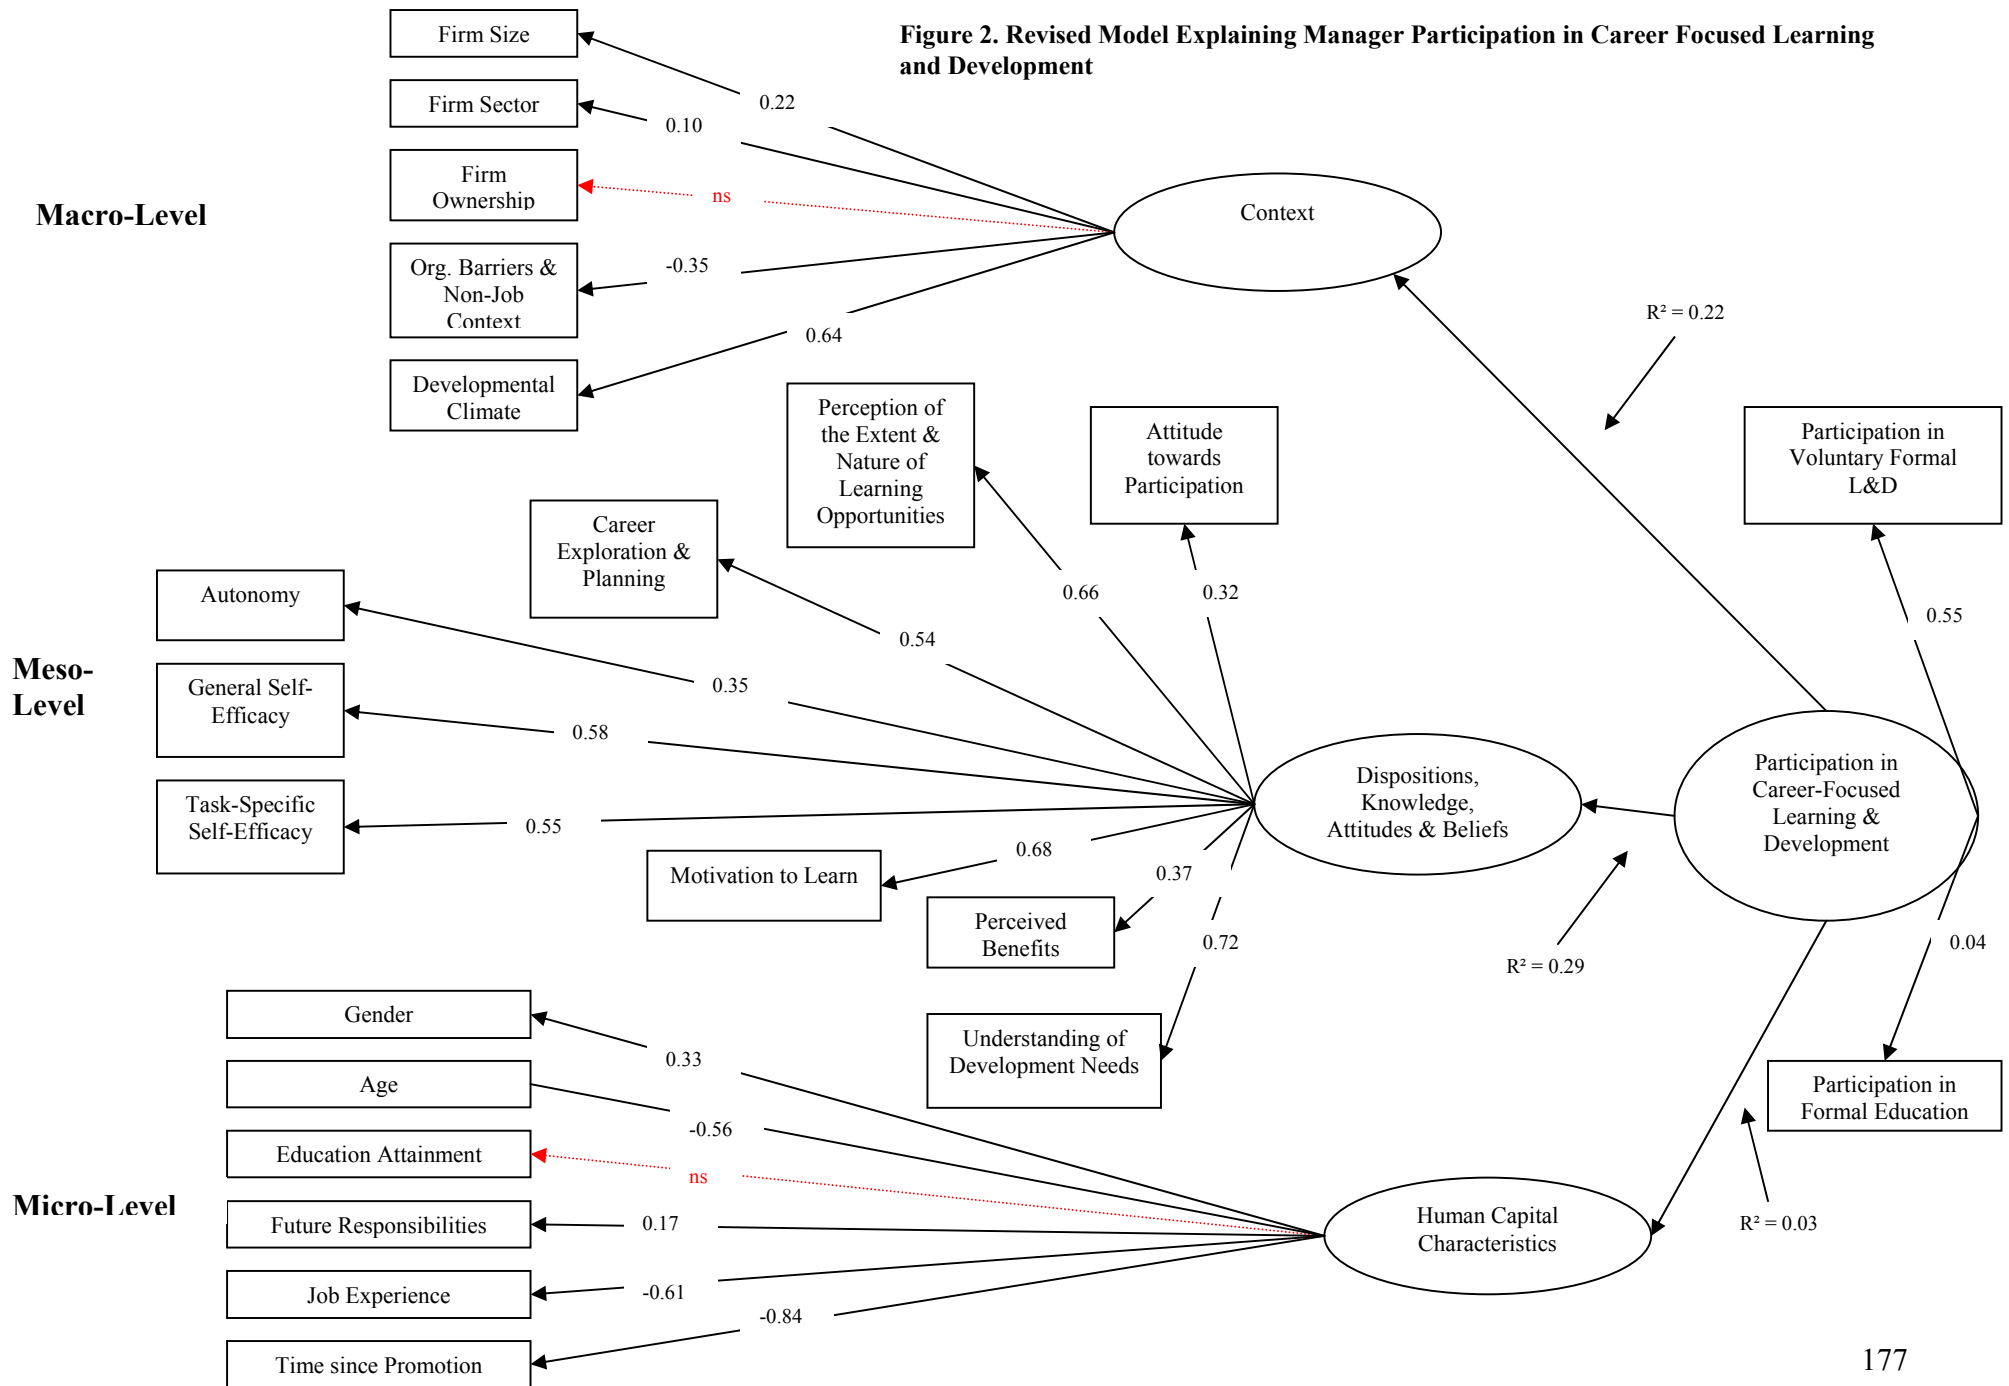 Figure 2. Revised Model Explaining Manager Participation in Career Focused Learning
and Development
Firm Size
0.22
Firm Sector
0.10
Firm
Ownership
ns
Macro-Level
Context
Org. Barriers &
Non-Job
Context
-0.35
0.64
R² = 0.22
Developmental
Climate
Perception of
the Extent &
Nature of
Learning
Opportunities
Attitude
towards
Participation
Participation in
Voluntary Formal
L&D
Career
Exploration &
Planning
0.66
0.32
0.55
Autonomy
0.54
0.35
Meso-
Level
General Self-
Efficacy
0.58
Task-Specific
Self-Efficacy
0.55
Dispositions,
Knowledge,
Attitudes & Beliefs
Participation in
Career-Focused
Learning &
Development
0.68
Motivation to Learn
0.37
Perceived
Benefits
0.72
R² = 0.29
0.04
Gender
0.33
Understanding of
Development Needs
Age
-0.56
Participation in
Formal Education
Education Attainment
ns
Micro-Level
Future Responsibilities
0.17
Human Capital
Characteristics
R² = 0.03
Job Experience
-0.61
-0.84
Time since Promotion
177